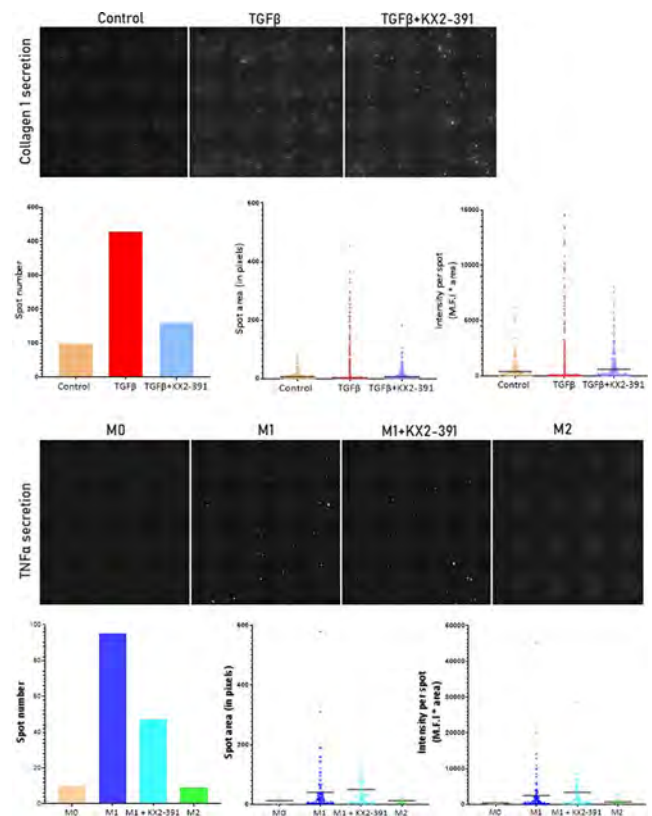 Control TGFβ TGFβ+KX2-391
Collagen 1 secretion
Spot number
600
400
300
200
100
0
Control TGFβ TGFβ+KX2-391
Spot area (in pixels)
600
400
200
0
Control TGFβ TGFβ+KX2-391
Intensity per spot
(M.F.I * area)
15000
10000
5000
0
Control TGFβ TGFβ+KX2-391
M0 M1 M1+KX2-391 M2
TNFα secretion
Spot number
100
80
60
40
20
0
M0 M1 M1 + KX2-391 M2
Spot area (in pixels)
600
400
200
0
M0 M1 M1 + KX2-391 M2
Intensity per spot
(M.F.I * area)
50000
40000
30000
20000
10000
0
M0 M1 M1 + KX2-391 M2